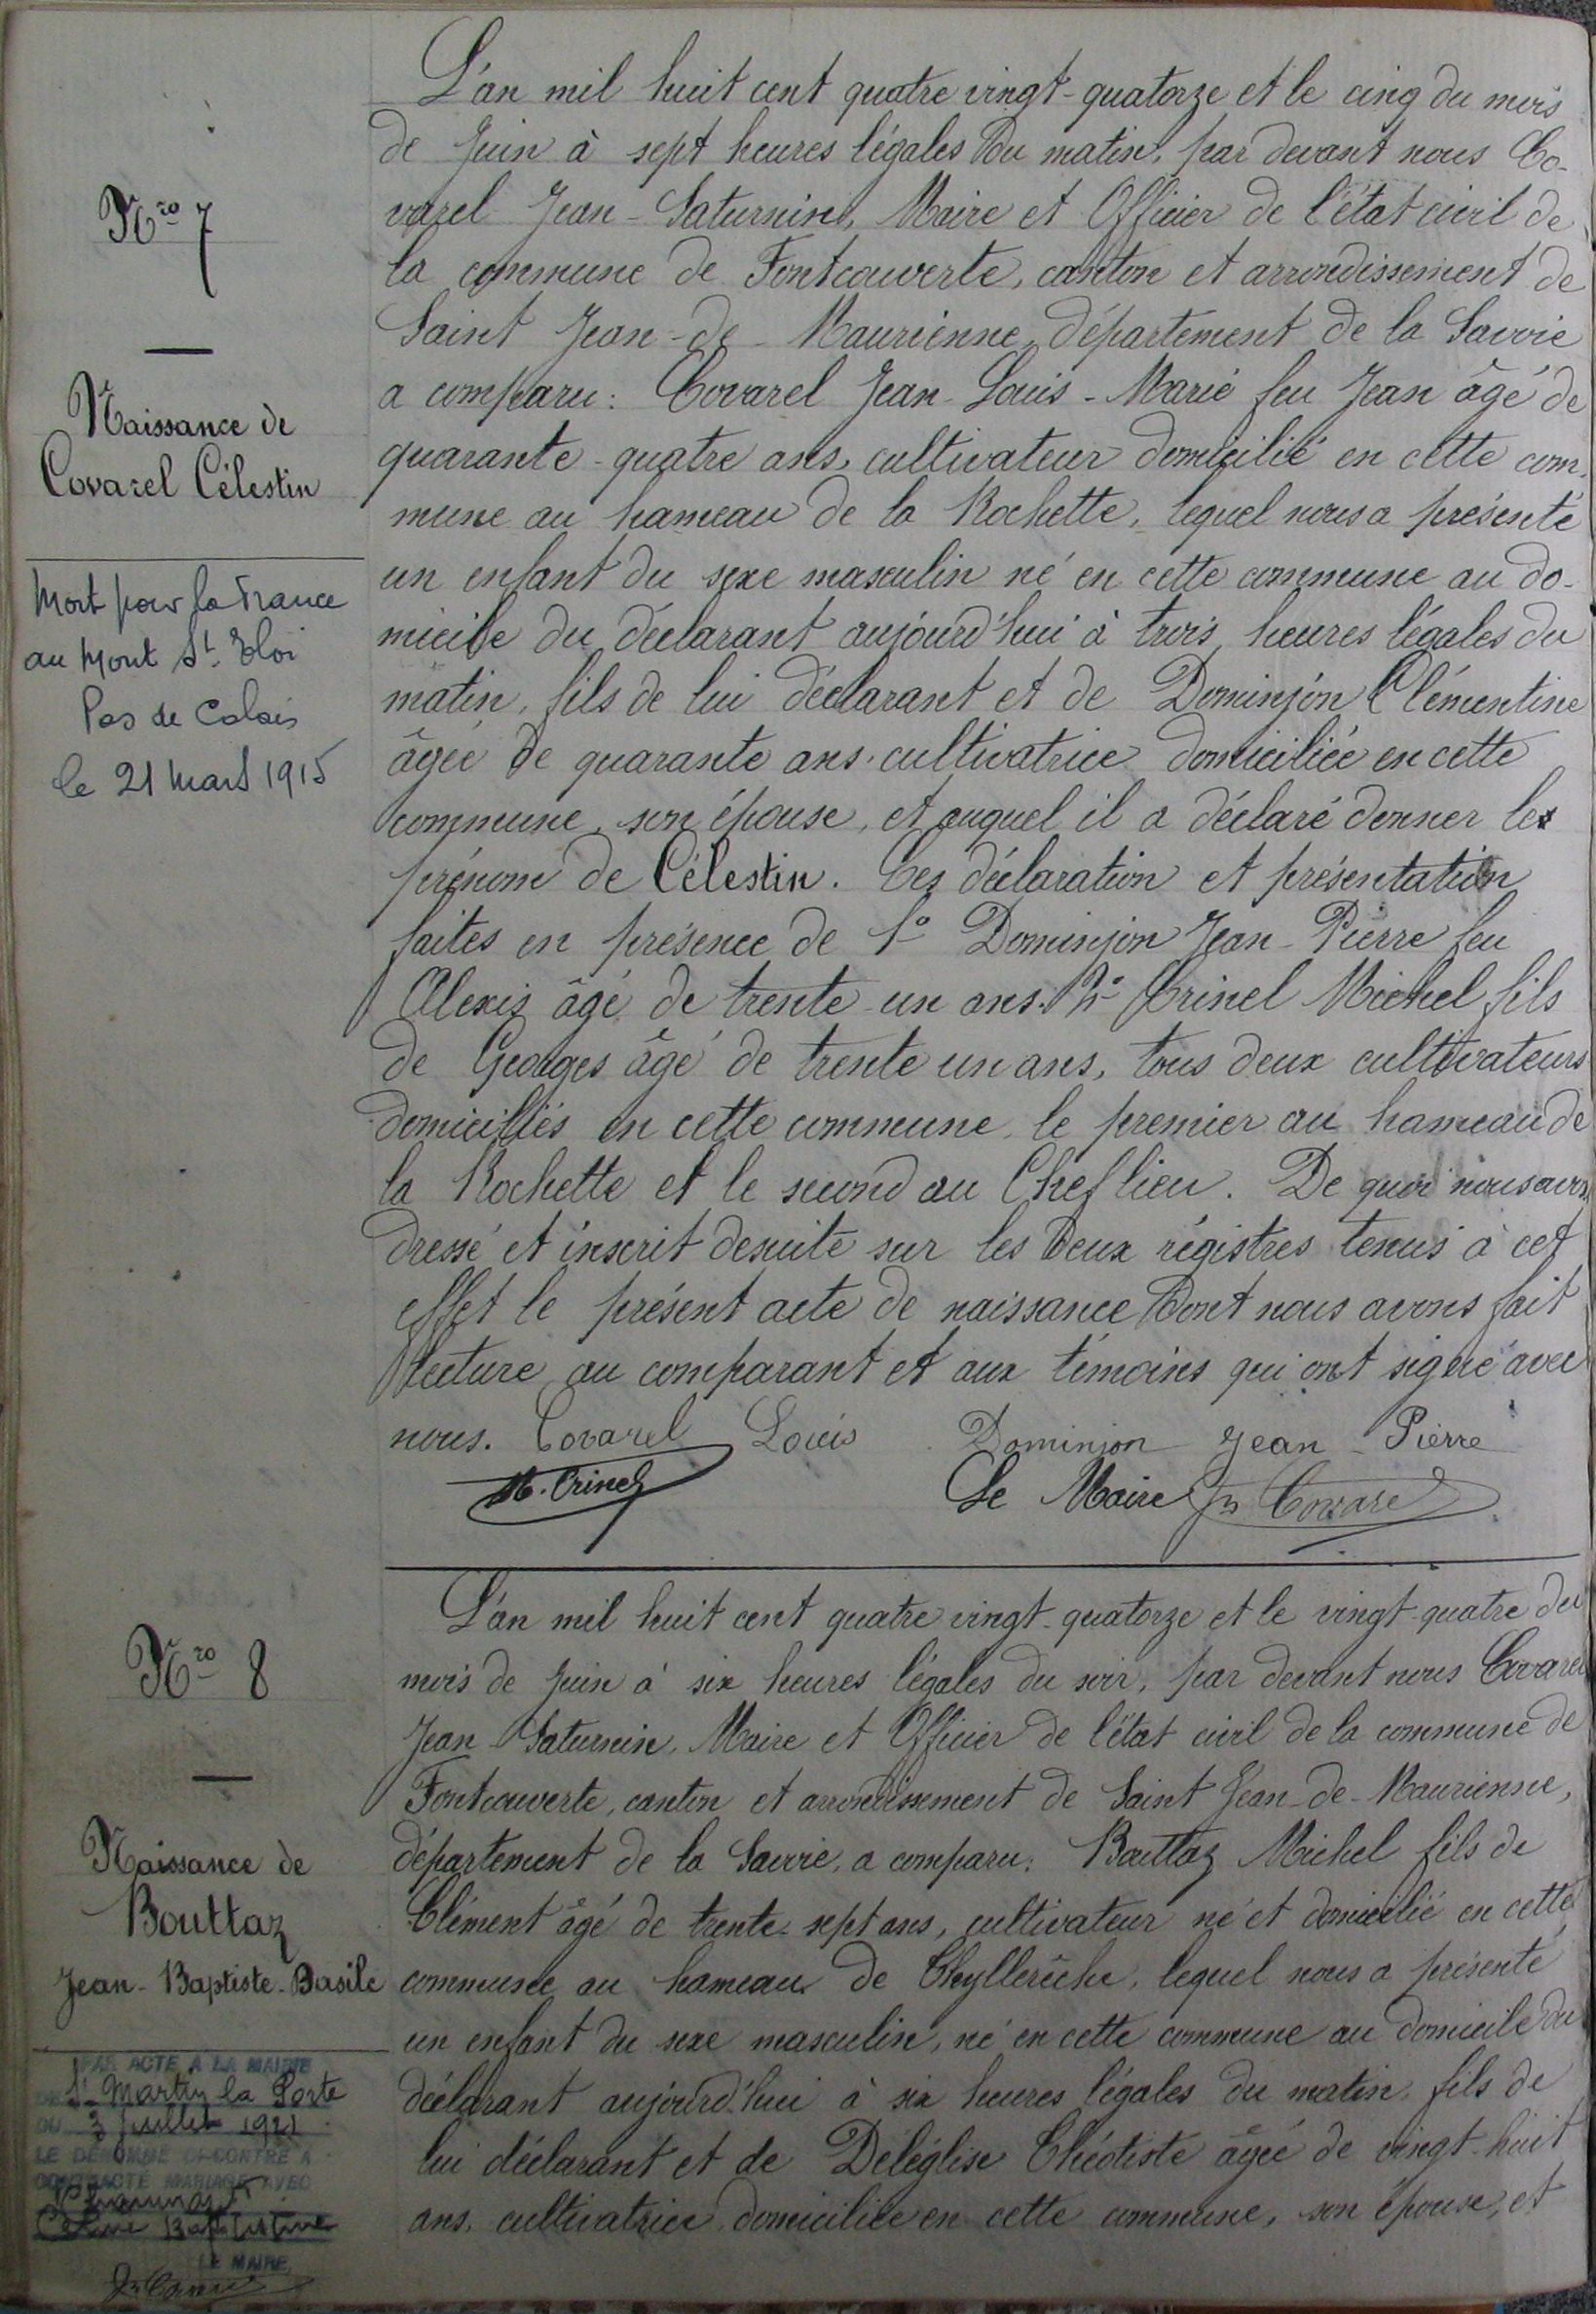 Nro 7
Naissance de
Covarel Célestin
Mort pour la France
au Mont St. Eloi
Pas de Calais
le 21 Mars 1915
L'an mil huit cent quatre vingt-quatorze et le cinq du mois
de Juin à sept heures légales du matin, par devant nous Co-
varel Jean-Saturnin, Maire et Officier de l'état civil de
la commune de Fontcouverte, canton et arrondissement de
Saint Jean-de-Maurienne, département de la Savoie
a comparu: Covarel Jean-Louis-Marie feu Jean âgé de
quarante-quatre ans, cultivateur domicilié en cette com-
mune au hameau de la Rochette, lequel nous a présenté
un enfant du sexe masculin né en cette commune au do-
micile du déclarant aujourd'hui à trois heures légales du
matin, fils de lui déclarant et de Dominjon Clémentine
âgée de quarante ans, cultivatrice domiciliée en cette
commune, son épouse, et auquel il a déclaré donner le
prénom de Célestin. Ces déclaration et présentation
faites en présence de 1° Dominjon Jean-Pierre feu
Alexis âgé de trente-un ans. 2° Crinel Michel fils
de Georges âgé de trente un ans, tous deux cultivateurs
domiciliés en cette commune, le premier au hameau de
la Rochette et le second au Chef lieu. De quoi nous avons
dressé et inscrit desuite sur les deux régistres tenus à cet
effet le présent acte de naissance dont nous avons fait
lecture au comparant et aux témoins qui ont signé avec
nous. Covarel Louis Dominjon Jean-Pierre
M. Crinel Le Maire Jn Covarel
Nro 8
Naissance de
Bouttaz
Jean-Baptiste-Basile
PAR ACTE A LA MAIRIE
DE St Martin la Porte
DU 3 Juillet 1921
LE DÉNOMMÉ CI-CONTRE A
CONTRACTÉ MARIAGE AVEC
Baptistine
LE MAIRE,
L'an mil huit cent quatre vingt-quatorze et le vingt-quatre du
mois de Juin à six heures légales du soir, par devant nous Covarel
Jean-Saturnin, Maire et Officier de l'état civil de la commune de
Fontcouverte, canton et arrondissement de Saint Jean-de-Maurienne,
département de la Savoie, a comparu: Bouttaz Michel fils de
Clément âgé de trente-sept ans, cultivateur né et domicilié en cette
commune au hameau de Chyllerèche, lequel nous a présenté
un enfant du sexe masculin, né en cette commune au domicile du
déclarant aujourd'hui à six heures légales du matin, fils de
lui déclarant et de Déléglise Théotiste âgée de vingt-huit
ans, cultivatrice, domiciliée en cette commune, son épouse, et